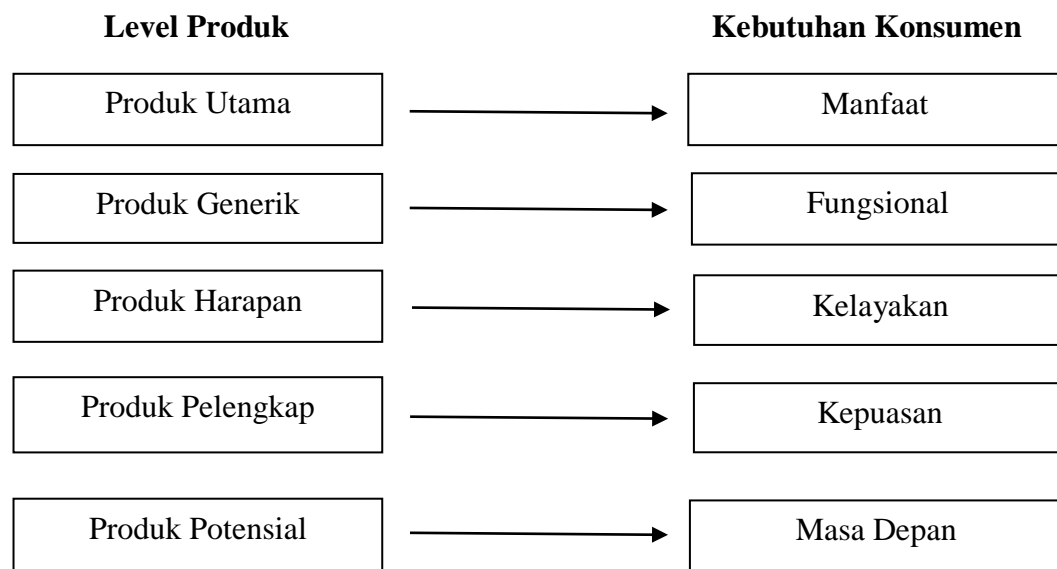 Level Produk
Kebutuhan Konsumen
Produk Utama
Manfaat
Produk Generik
Fungsional
Produk Harapan
Kelayakan
Produk Pelengkap
Kepuasan
Produk Potensial
Masa Depan